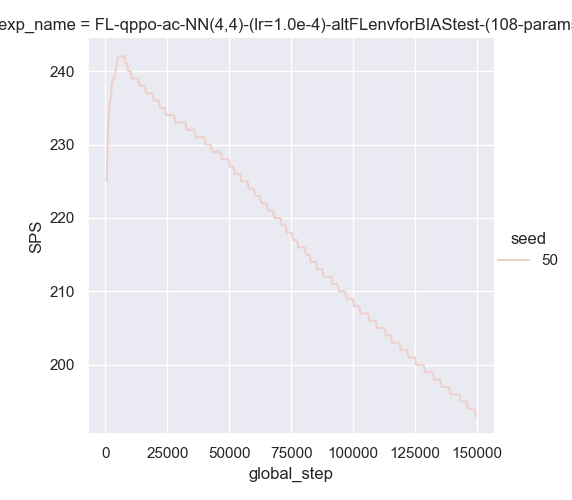 exp_name = FL-qppo-ac-NN(4,4)-(lr=1.0e-4)-altFLenvforBIAStest-(108-params
240
230
220
210
200
SPS
0 25000 50000 75000 100000 125000 150000
global_step
seed
50